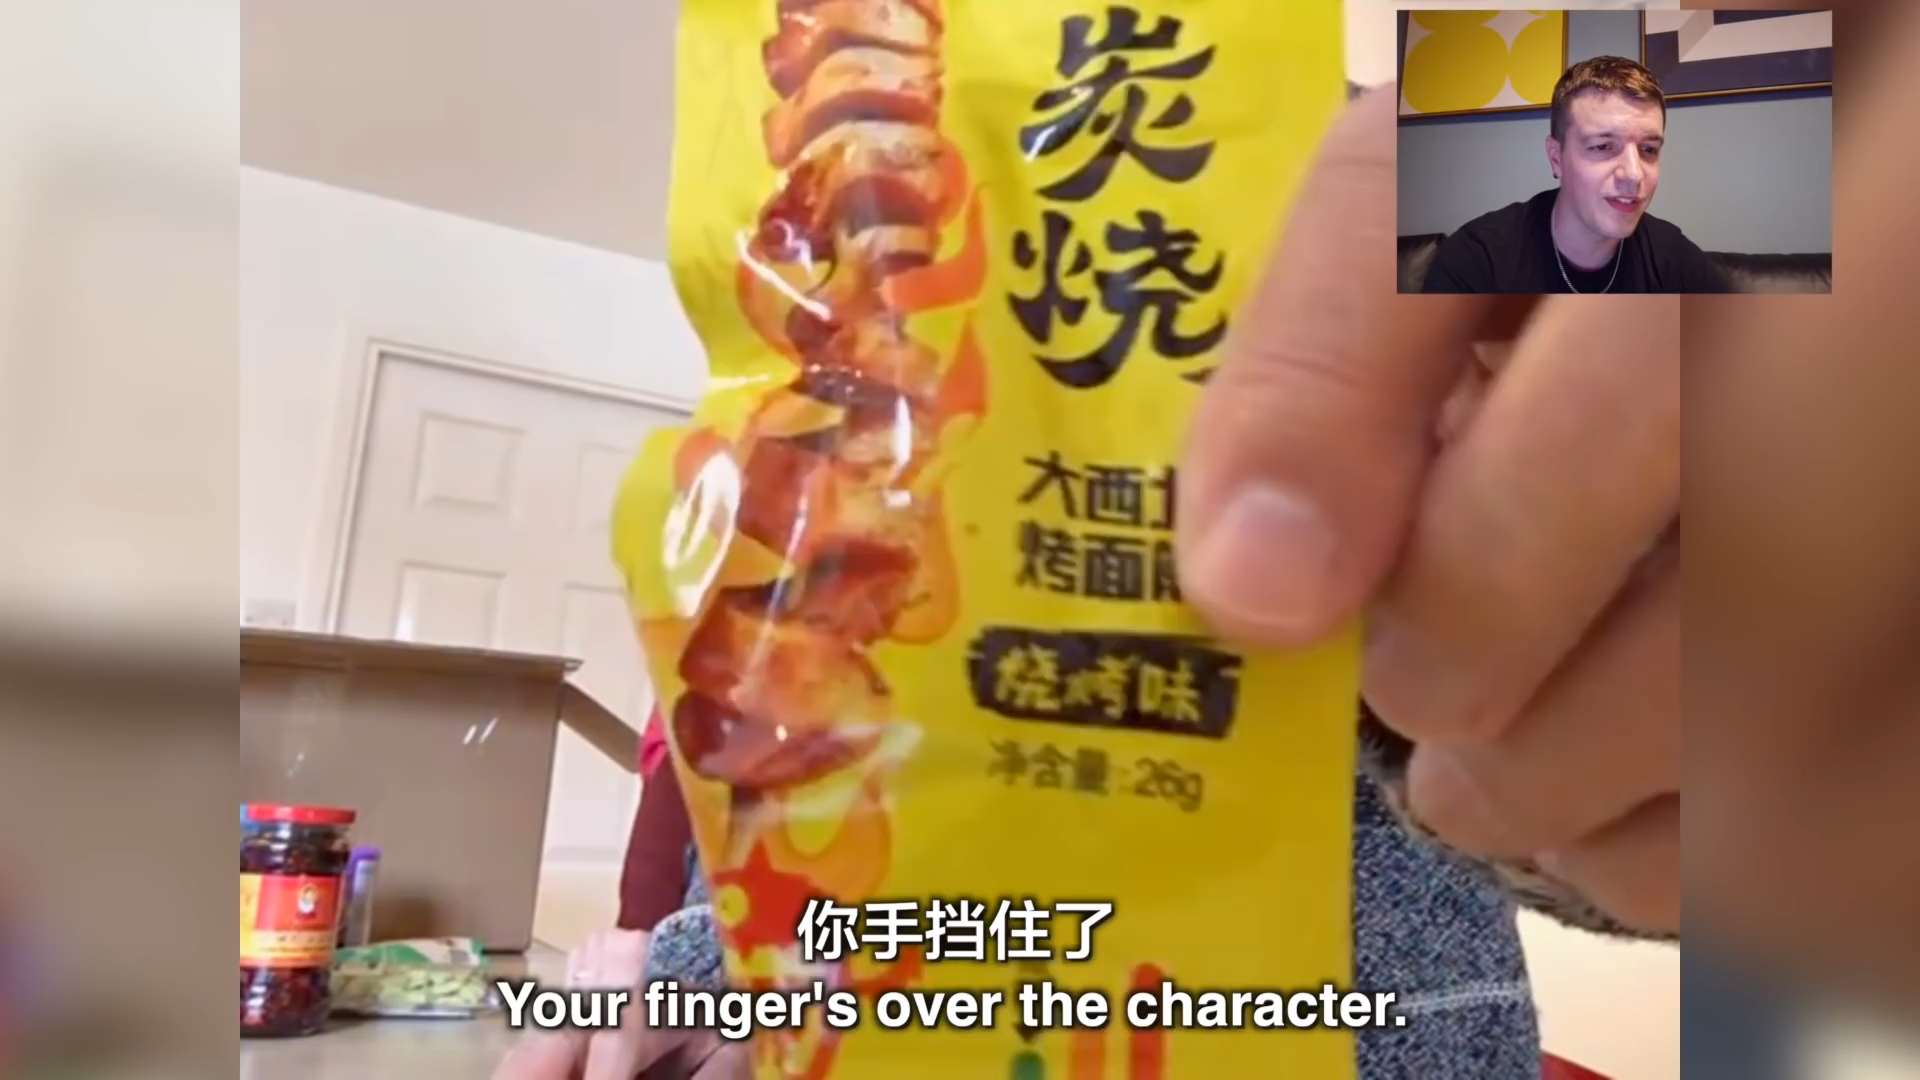 炭
烧
大西
烤面
烧烤味
净含量:26g
你手挡住了
Your finger's over the character.